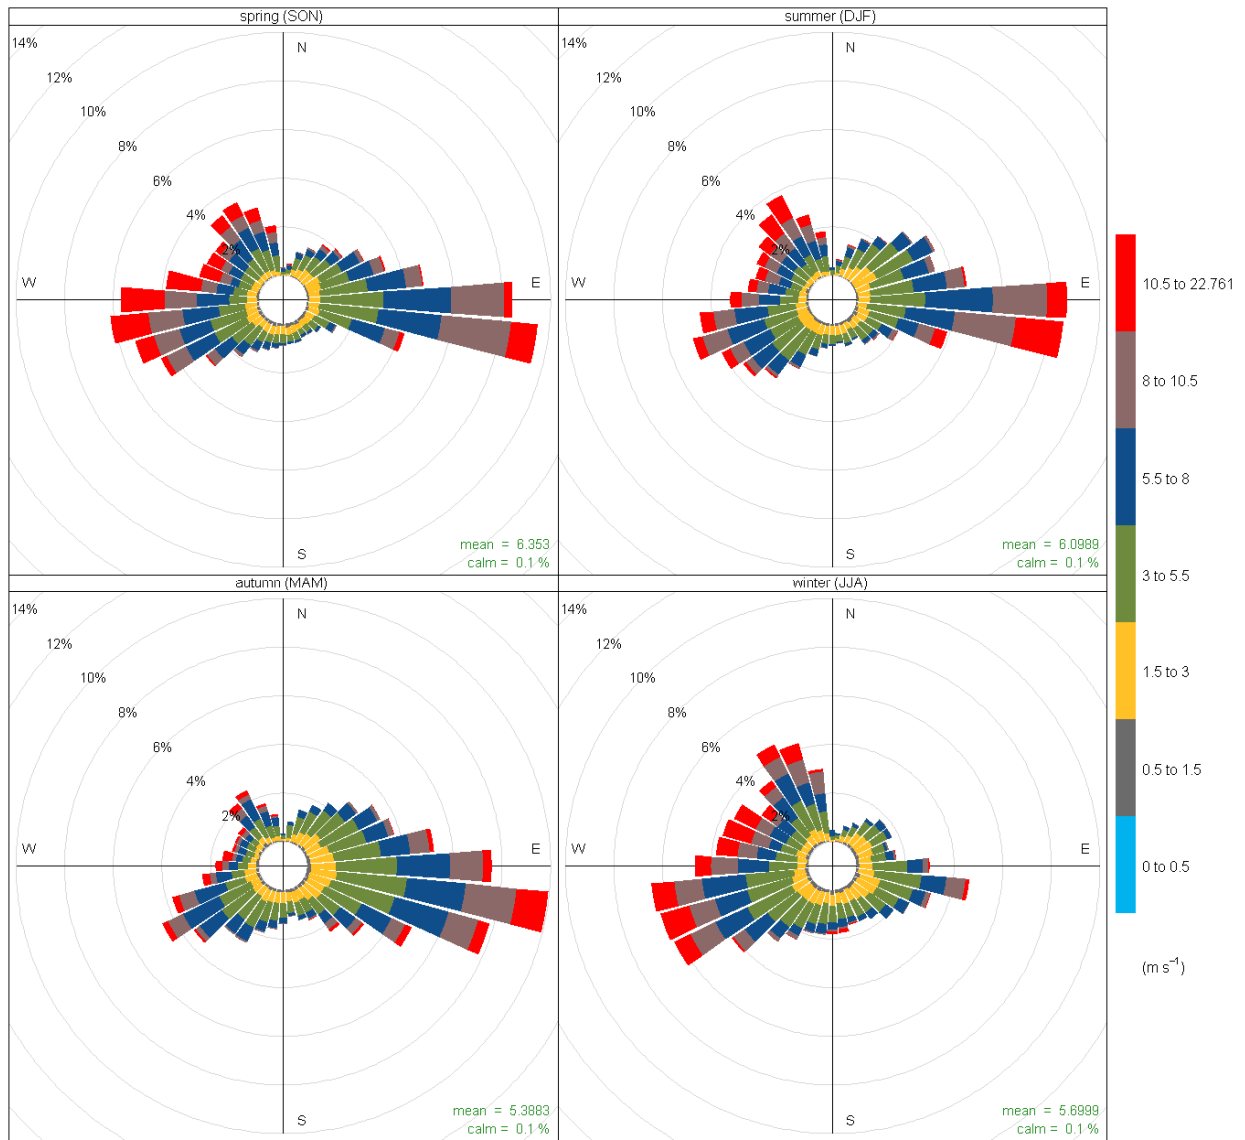 spring (SON)
14%
12%
10%
8%
6%
4%
2%
N
W
E
S
mean = 6.353
calm = 0.1 %
summer (DJF)
14%
12%
10%
8%
6%
4%
2%
N
W
E
S
mean = 6.0989
calm = 0.1 %
autumn (MAM)
14%
12%
10%
8%
6%
4%
2%
N
W
E
S
mean = 5.3883
calm = 0.1 %
winter (JJA)
14%
12%
10%
8%
6%
4%
2%
N
W
E
S
mean = 5.6999
calm = 0.1 %
10.5 to 22.761
8 to 10.5
5.5 to 8
3 to 5.5
1.5 to 3
0.5 to 1.5
0 to 0.5
(m s⁻¹)